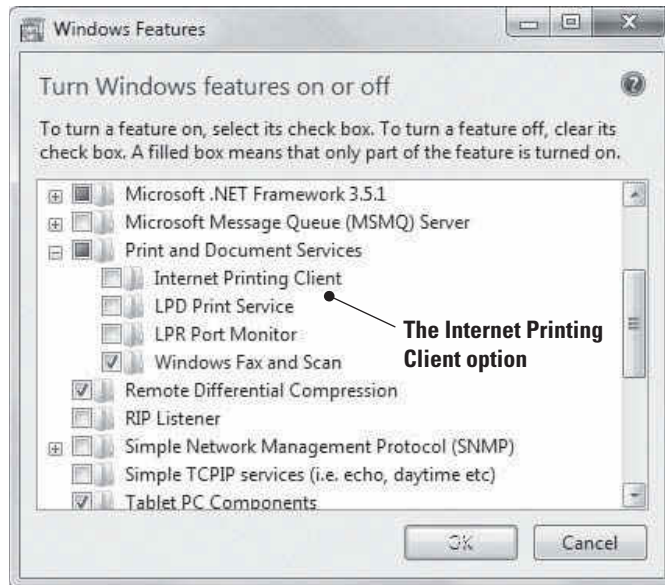 Windows Features
Turn Windows features on or off
To turn a feature on, select its check box. To turn a feature off, clear its
check box. A filled box means that only part of the feature is turned on.
Microsoft .NET Framework 3.5.1
Microsoft Message Queue (MSMQ) Server
Print and Document Services
Internet Printing Client
LPD Print Service
LPR Port Monitor
Windows Fax and Scan
The Internet Printing
Client option
Remote Differential Compression
RIP Listener
Simple Network Management Protocol (SNMP)
Simple TCPIP services (i.e. echo, daytime etc)
Tablet PC Components
OK
Cancel